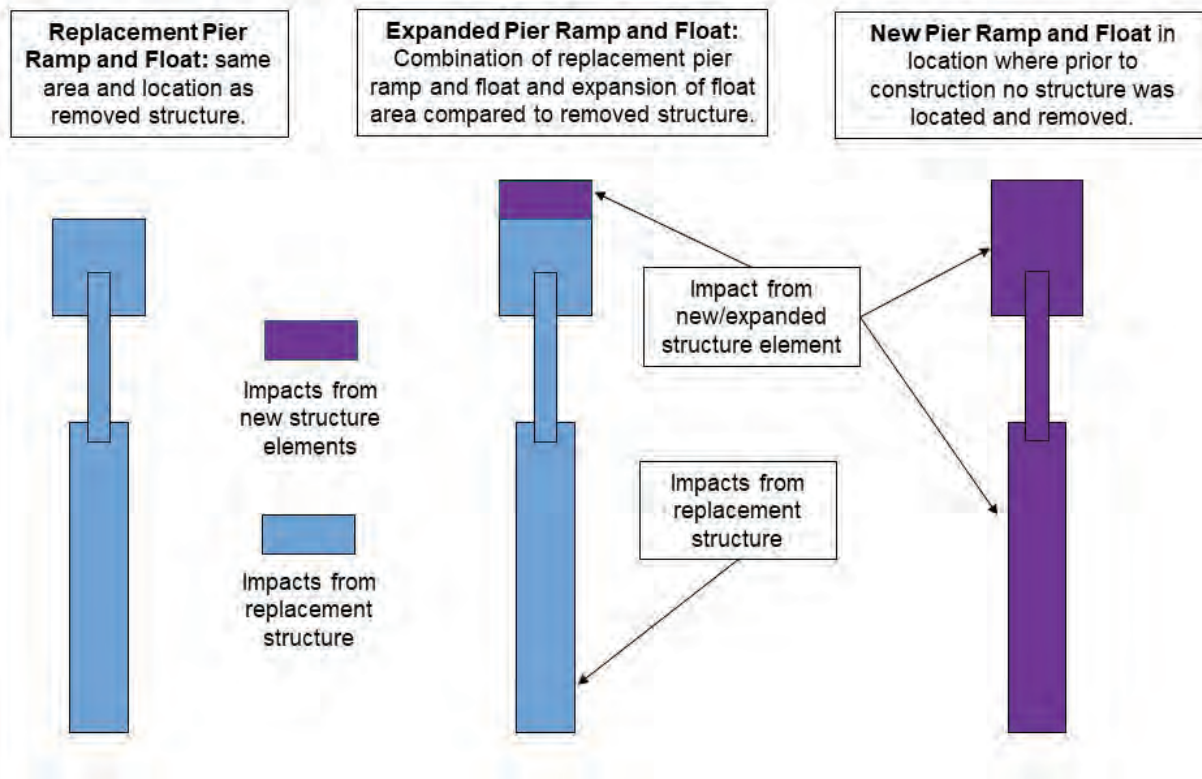 Replacement Pier
Ramp and Float: same
area and location as
removed structure.
Expanded Pier Ramp and Float:
Combination of replacement pier
ramp and float and expansion of float
area compared to removed structure.
New Pier Ramp and Float in
location where prior to
construction no structure was
located and removed.
Impacts from
new structure
elements
Impacts from
replacement
structure
Impact from
new/expanded
structure element
Impacts from
replacement
structure